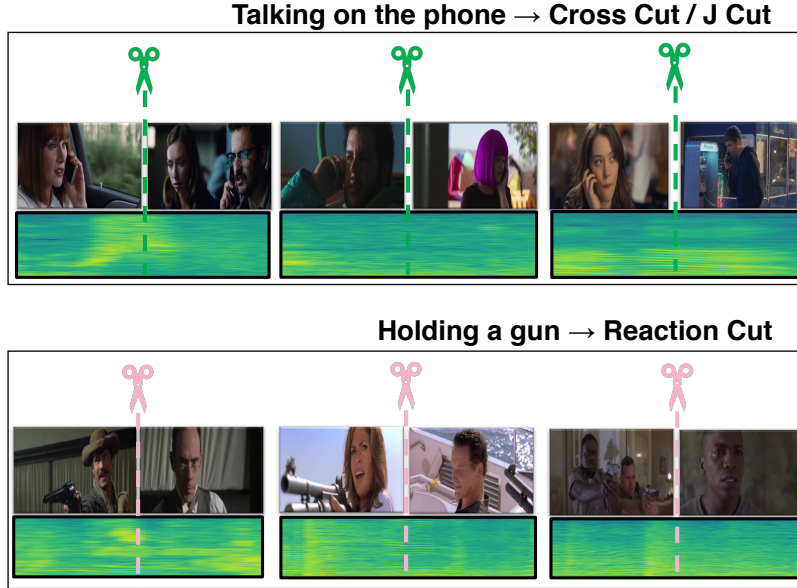 Talking on the phone → Cross Cut / J Cut
Holding a gun → Reaction Cut